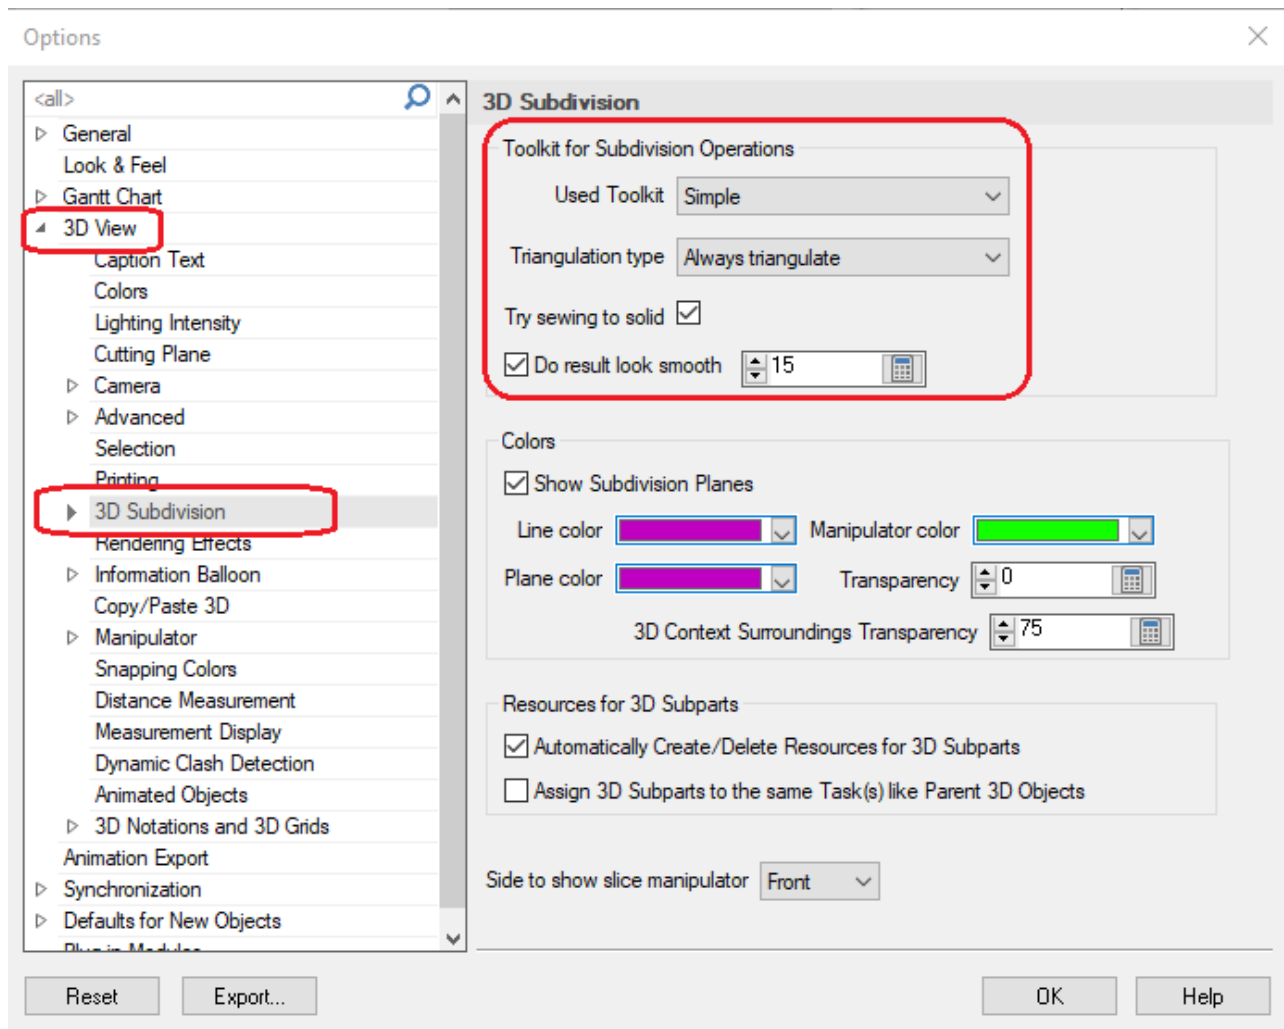 Options
<all>
General
Look & Feel
Gantt Chart
3D View
Caption Text
Colors
Lighting Intensity
Cutting Plane
Camera
Advanced
Selection
Printing
3D Subdivision
Rendering Effects
Information Balloon
Copy/Paste 3D
Manipulator
Snapping Colors
Distance Measurement
Measurement Display
Dynamic Clash Detection
Animated Objects
3D Notations and 3D Grids
Animation Export
Synchronization
Defaults for New Objects
Plug-in Modules
3D Subdivision
Toolkit for Subdivision Operations
Used Toolkit Simple
Triangulation type Always triangulate
Try sewing to solid
Do result look smooth 15
Colors
Show Subdivision Planes
Line color Manipulator color
Plane color Transparency 0
3D Context Surroundings Transparency 75
Resources for 3D Subparts
Automatically Create/Delete Resources for 3D Subparts
Assign 3D Subparts to the same Task(s) like Parent 3D Objects
Side to show slice manipulator Front
Reset Export... OK Help